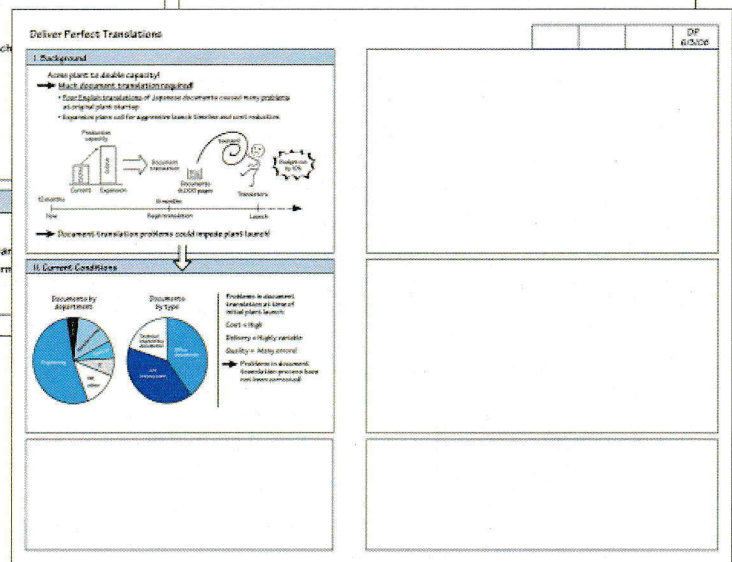 Deliver Perfect Translations
DP
6/3/08
I. Background
Acme plant to double capacity!
Much document translation required!
• Poor English translations of Japanese documents caused many problems
at original plant startup
• Expansion plans call for aggressive launch timeline and cost reduction.
Production
capacity
Document
translation
Documents
Translators
Budget cut
by 10%
Current
Expansion
Now
Begin translation
Launch
Document translation problems could impede plant launch!
II. Current Conditions
Documents by
department
Documents
by type
Problems in document
translation at time of
initial plant launch:
Cost = High
Delivery = Highly variable
Quality = Many errors!
Problems in document
translation process have
not been corrected!